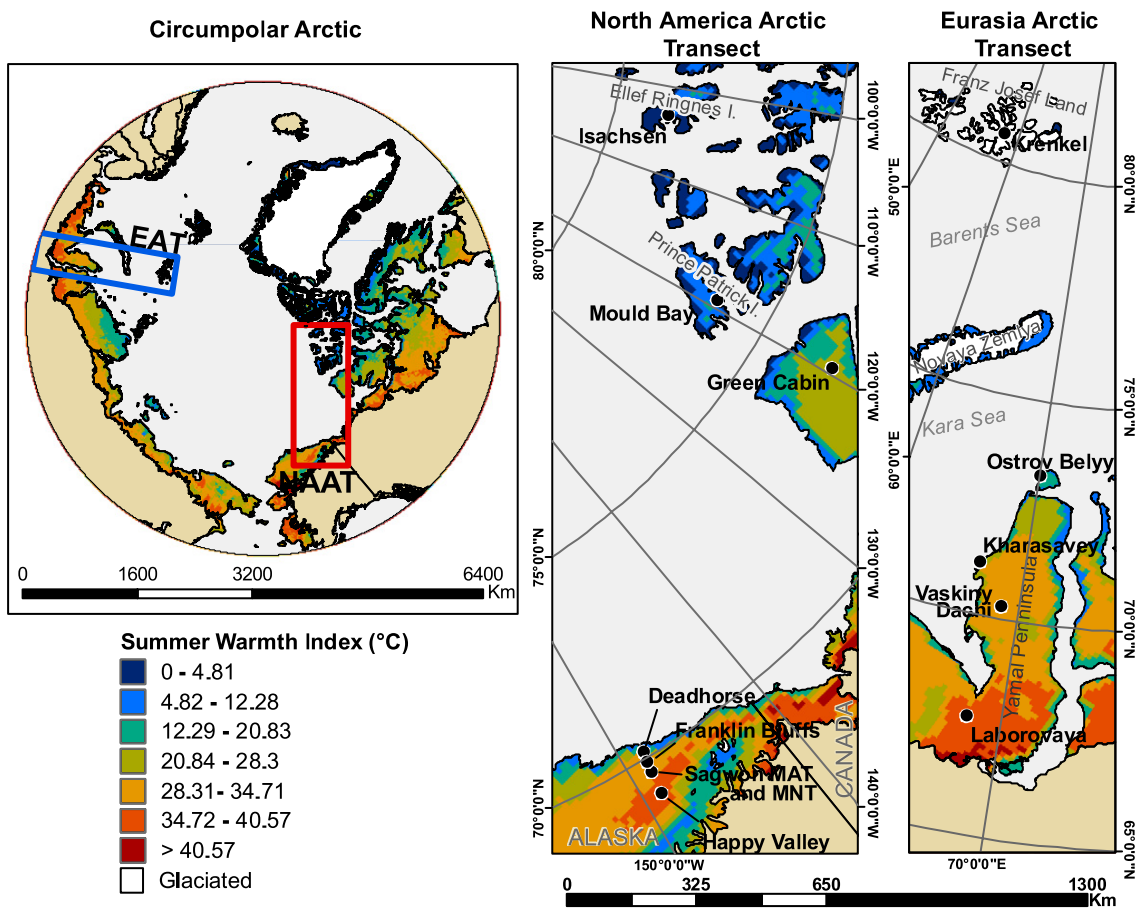 Circumpolar Arctic
EAT
NAAT
0 1600 3200 6400
Km
Summer Warmth Index (°C)
0 - 4.81
4.82 - 12.28
12.29 - 20.83
20.84 - 28.3
28.31 - 34.71
34.72 - 40.57
> 40.57
Glaciated
North America Arctic
Transect
Ellef Ringnes I.
Isachsen
Prince Patrick I.
Mould Bay
Green Cabin
Deadhorse
Franklin Bluffs
Sagwon MAT
and MNT
Happy Valley
ALASKA
CANADA
80°0'0"N
75°0'0"N
70°0'0"N
100°0'0"W
110°0'0"W
120°0'0"W
130°0'0"W
140°0'0"W
150°0'0"W
0 325 650 1300
Km
Eurasia Arctic
Transect
Franz Josef Land
Krenkel
Barents Sea
Novaya Zemlya
Kara Sea
Ostrov Belyy
Kharasavey
Vaskiny
Dachi
Yamal Penninsula
Laborovaya
50°0'0"E
60°0'0"E
70°0'0"E
80°0'0"N
75°0'0"N
70°0'0"N
65°0'0"N